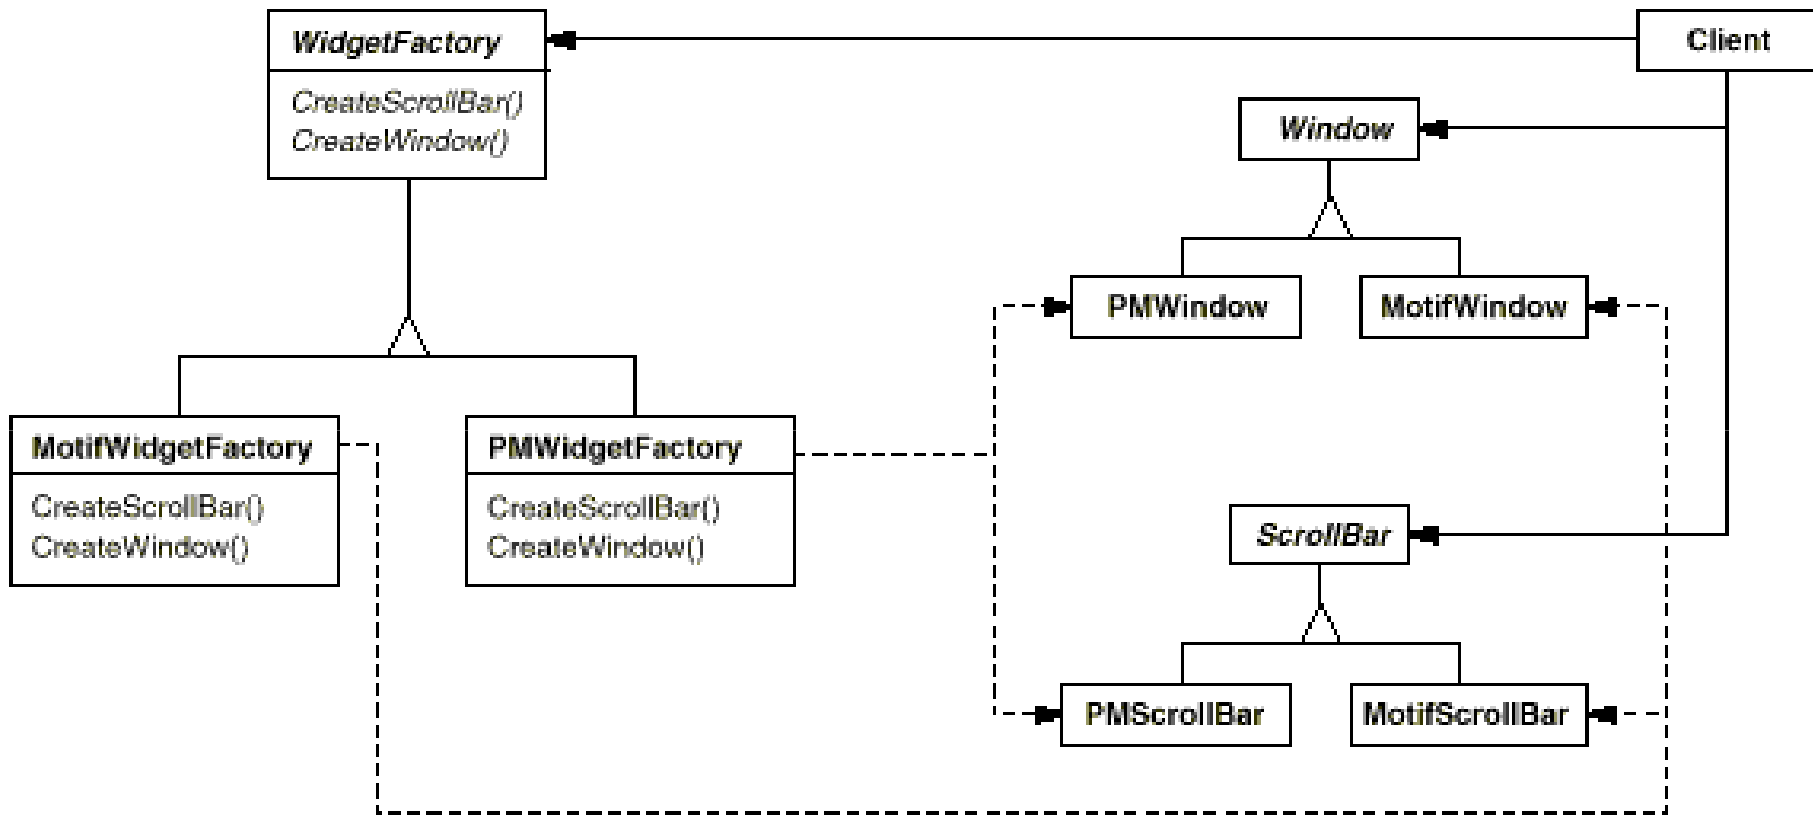 WidgetFactory
CreateScrollBar()
CreateWindow()
Client
Window
PMWindow
MotifWindow
MotifWidgetFactory
CreateScrollBar()
CreateWindow()
PMWidgetFactory
CreateScrollBar()
CreateWindow()
ScrollBar
PMScrollBar
MotifScrollBar